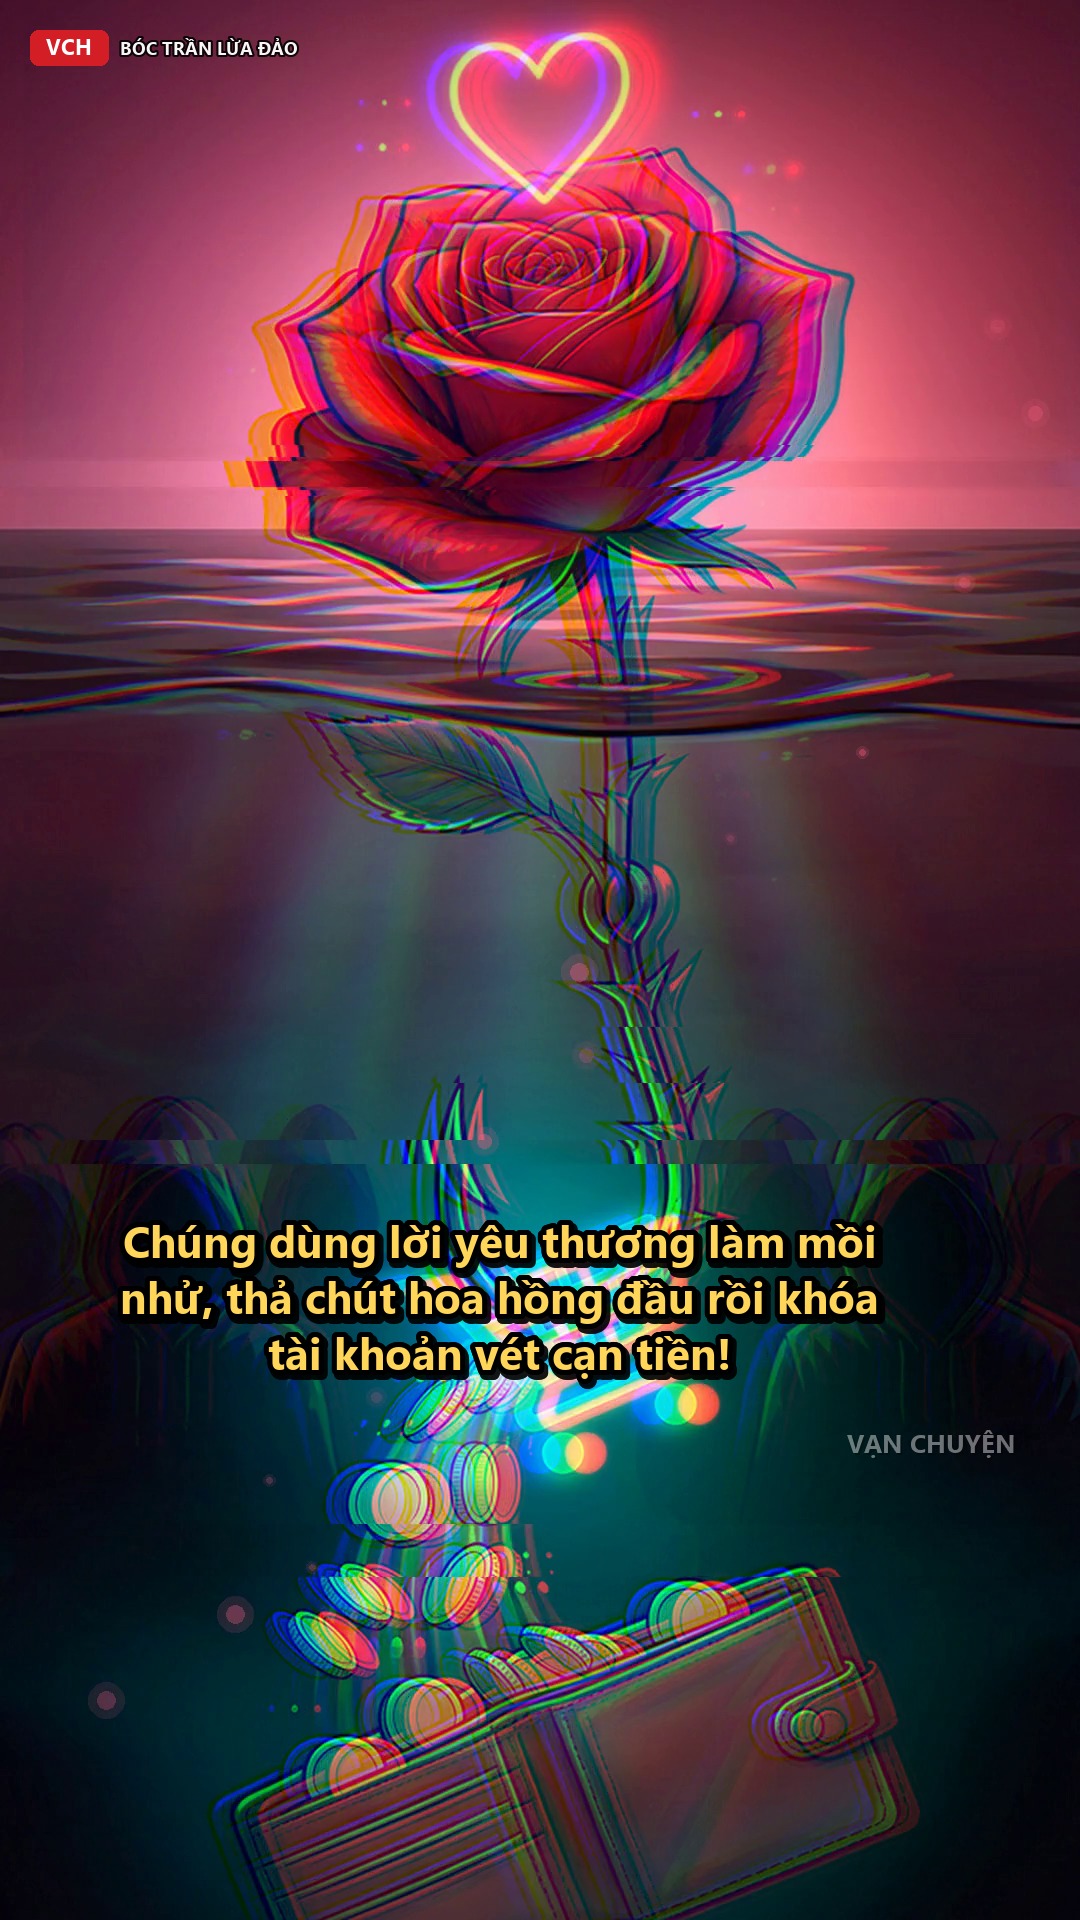 VCH BÓC TRẦN LỪA ĐẢO
Chúng dùng lời yêu thương làm mồi
nhử, thả chút hoa hồng đầu rồi khóa
tài khoản vét cạn tiền!
VẠN CHUYỆN